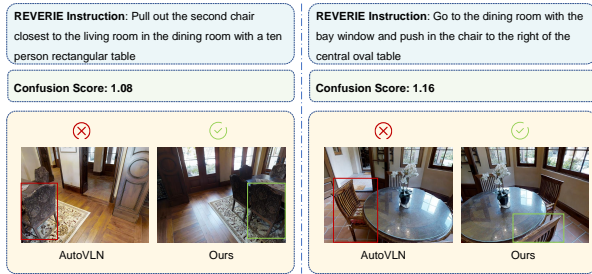 REVERIE Instruction: Pull out the second chair
closest to the living room in the dining room with a ten
person rectangular table
Confusion Score: 1.08
AutoVLN
Ours
REVERIE Instruction: Go to the dining room with the
bay window and push in the chair to the right of the
central oval table
Confusion Score: 1.16
AutoVLN
Ours